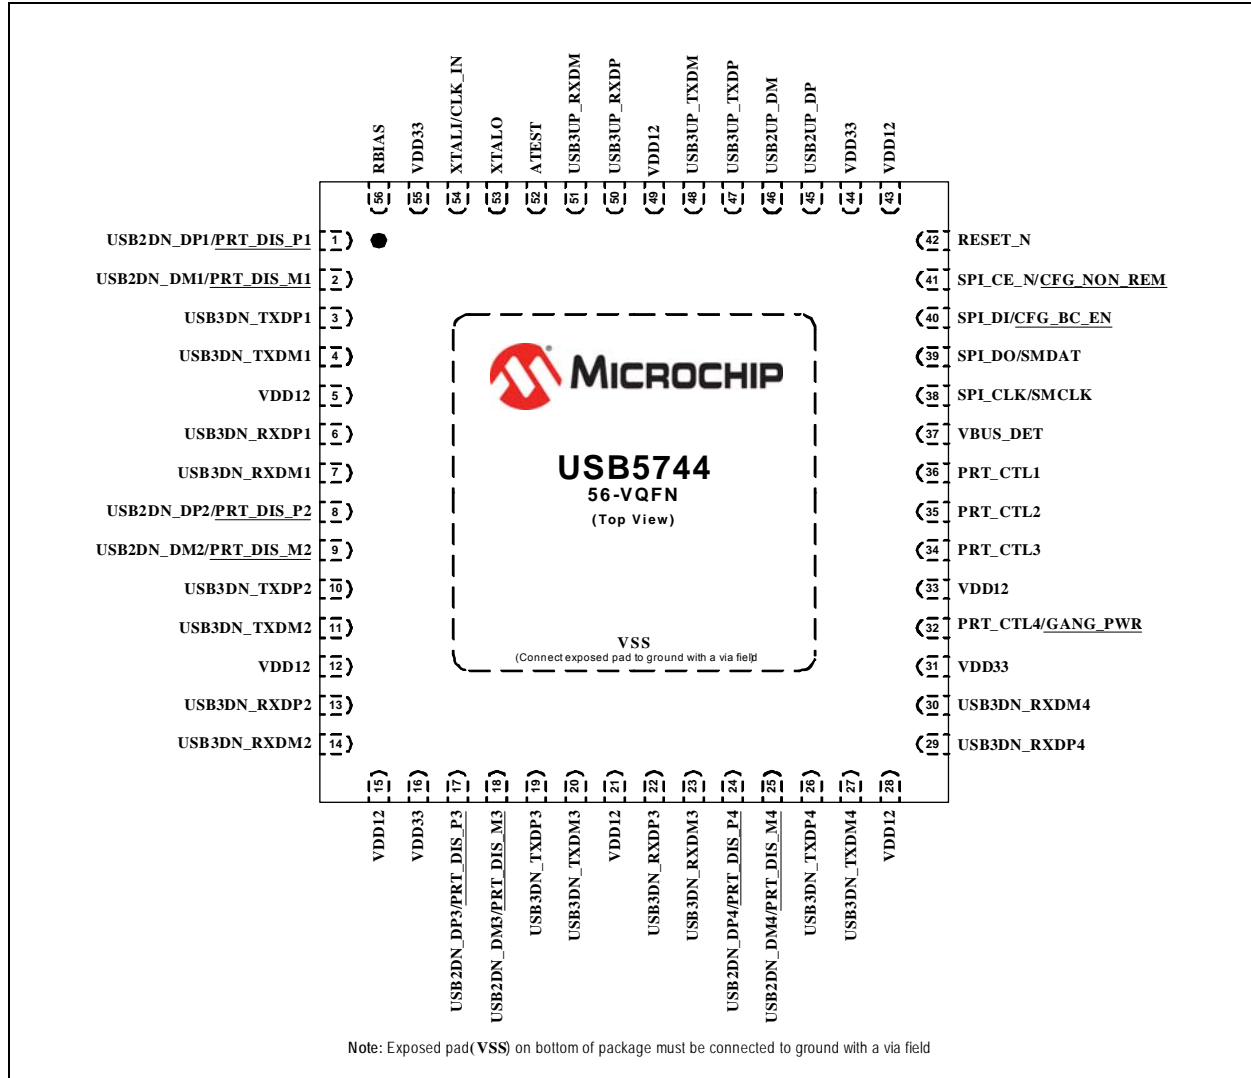 RBIAS
VDD33
XTALI/CLK_IN
XTALO
ATEST
USB3UP_RXDM
USB3UP_RXDP
VDD12
USB3UP_TXDM
USB3UP_TXDP
USB2UP_DM
USB2UP_DP
VDD33
VDD12
56
55
54
53
52
51
50
49
48
47
46
45
44
43
USB2DN_DP1/PRT_DIS_P1 1
USB2DN_DM1/PRT_DIS_M1 2
USB3DN_TXDP1 3
USB3DN_TXDM1 4
VDD12 5
USB3DN_RXDP1 6
USB3DN_RXDM1 7
USB2DN_DP2/PRT_DIS_P2 8
USB2DN_DM2/PRT_DIS_M2 9
USB3DN_TXDP2 10
USB3DN_TXDM2 11
VDD12 12
USB3DN_RXDP2 13
USB3DN_RXDM2 14
MICROCHIP
®
USB5744
56-VQFN
(Top View)
VSS
(Connect exposed pad to ground with a via field
42 RESET_N
41 SPI_CE_N/CFG_NON_REM
40 SPI_DI/CFG_BC_EN
39 SPI_DO/SMDAT
38 SPI_CLK/SMCLK
37 VBUS_DET
36 PRT_CTL1
35 PRT_CTL2
34 PRT_CTL3
33 VDD12
32 PRT_CTL4/GANG_PWR
31 VDD33
30 USB3DN_RXDM4
29 USB3DN_RXDP4
15
16
17
18
19
20
21
22
23
24
25
26
27
28
VDD12
VDD33
USB2DN_DP3/PRT_DIS_P3
USB2DN_DM3/PRT_DIS_M3
USB3DN_TXDP3
USB3DN_TXDM3
VDD12
USB3DN_RXDP3
USB3DN_RXDM3
USB2DN_DP4/PRT_DIS_P4
USB2DN_DM4/PRT_DIS_M4
USB3DN_TXDP4
USB3DN_TXDM4
VDD12
Note: Exposed pad(VSS) on bottom of package must be connected to ground with a via field